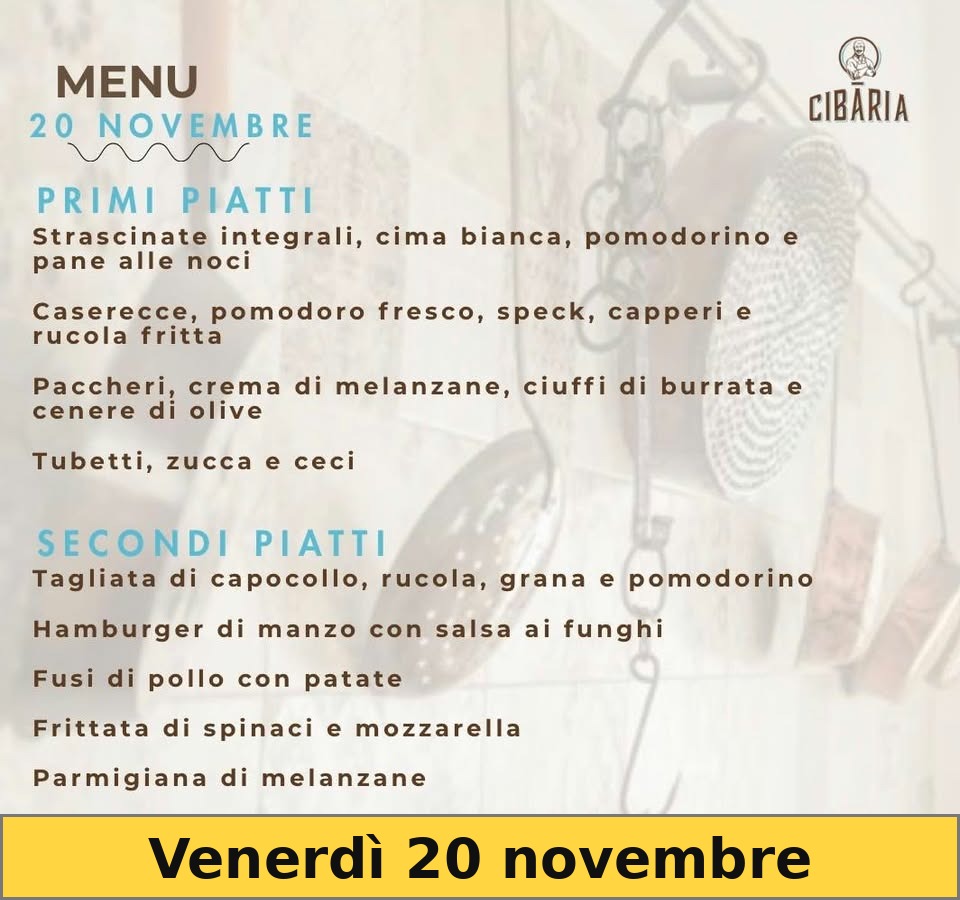 MENU
20 NOVEMBRE
CIBARIA
PRIMI PIATTI
Strascinate integrali, cima bianca, pomodorino e
pane alle noci
Caserecce, pomodoro fresco, speck, capperi e
rucola fritta
Paccheri, crema di melanzane, ciuffi di burrata e
cenere di olive
Tubetti, zucca e ceci
SECONDI PIATTI
Tagliata di capocollo, rucola, grana e pomodorino
Hamburger di manzo con salsa ai funghi
Fusi di pollo con patate
Frittata di spinaci e mozzarella
Parmigiana di melanzane
Venerdì 20 novembre